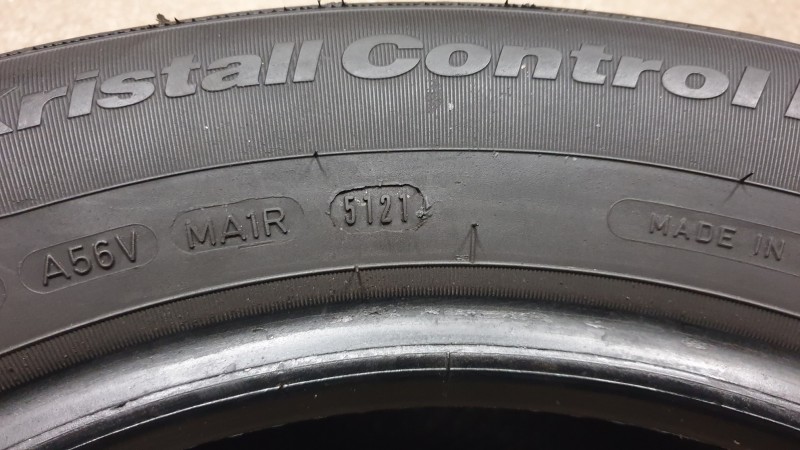 Kristall Control
A56V MA1R 5121 MADE IN